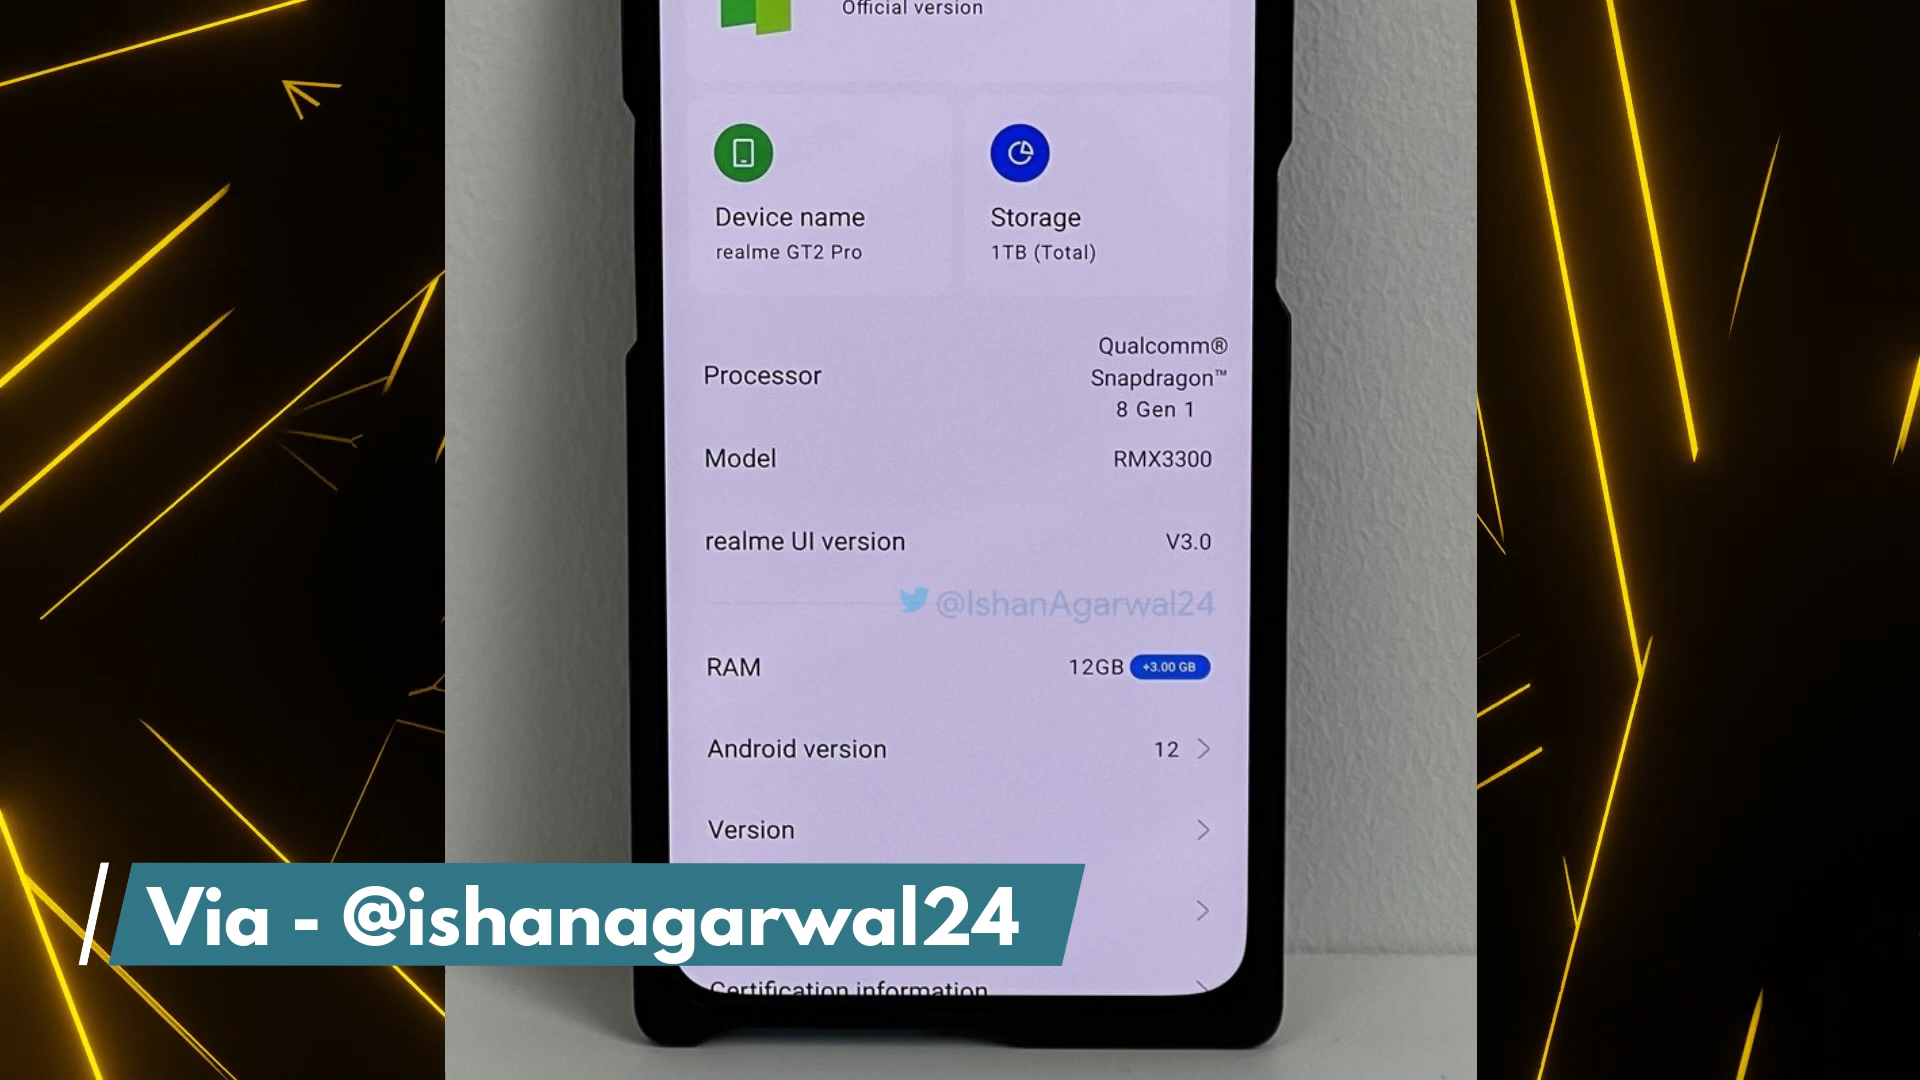 Official version
Device name
realme GT2 Pro
Storage
1TB (Total)
Processor
Qualcomm®
Snapdragon™
8 Gen 1
Model
RMX3300
realme UI version
V3.0
@IshanAgarwal24
RAM
12GB +3.00 GB
Android version
12
Version
Via - @ishanagarwal24
Certification information